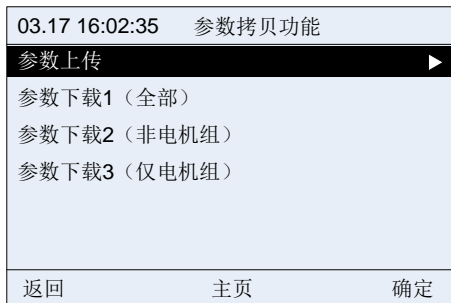 03.17 16:02:35 参数拷贝功能
参数上传
参数下载1（全部）
参数下载2（非电机组）
参数下载3（仅电机组）
返回 主页 确定